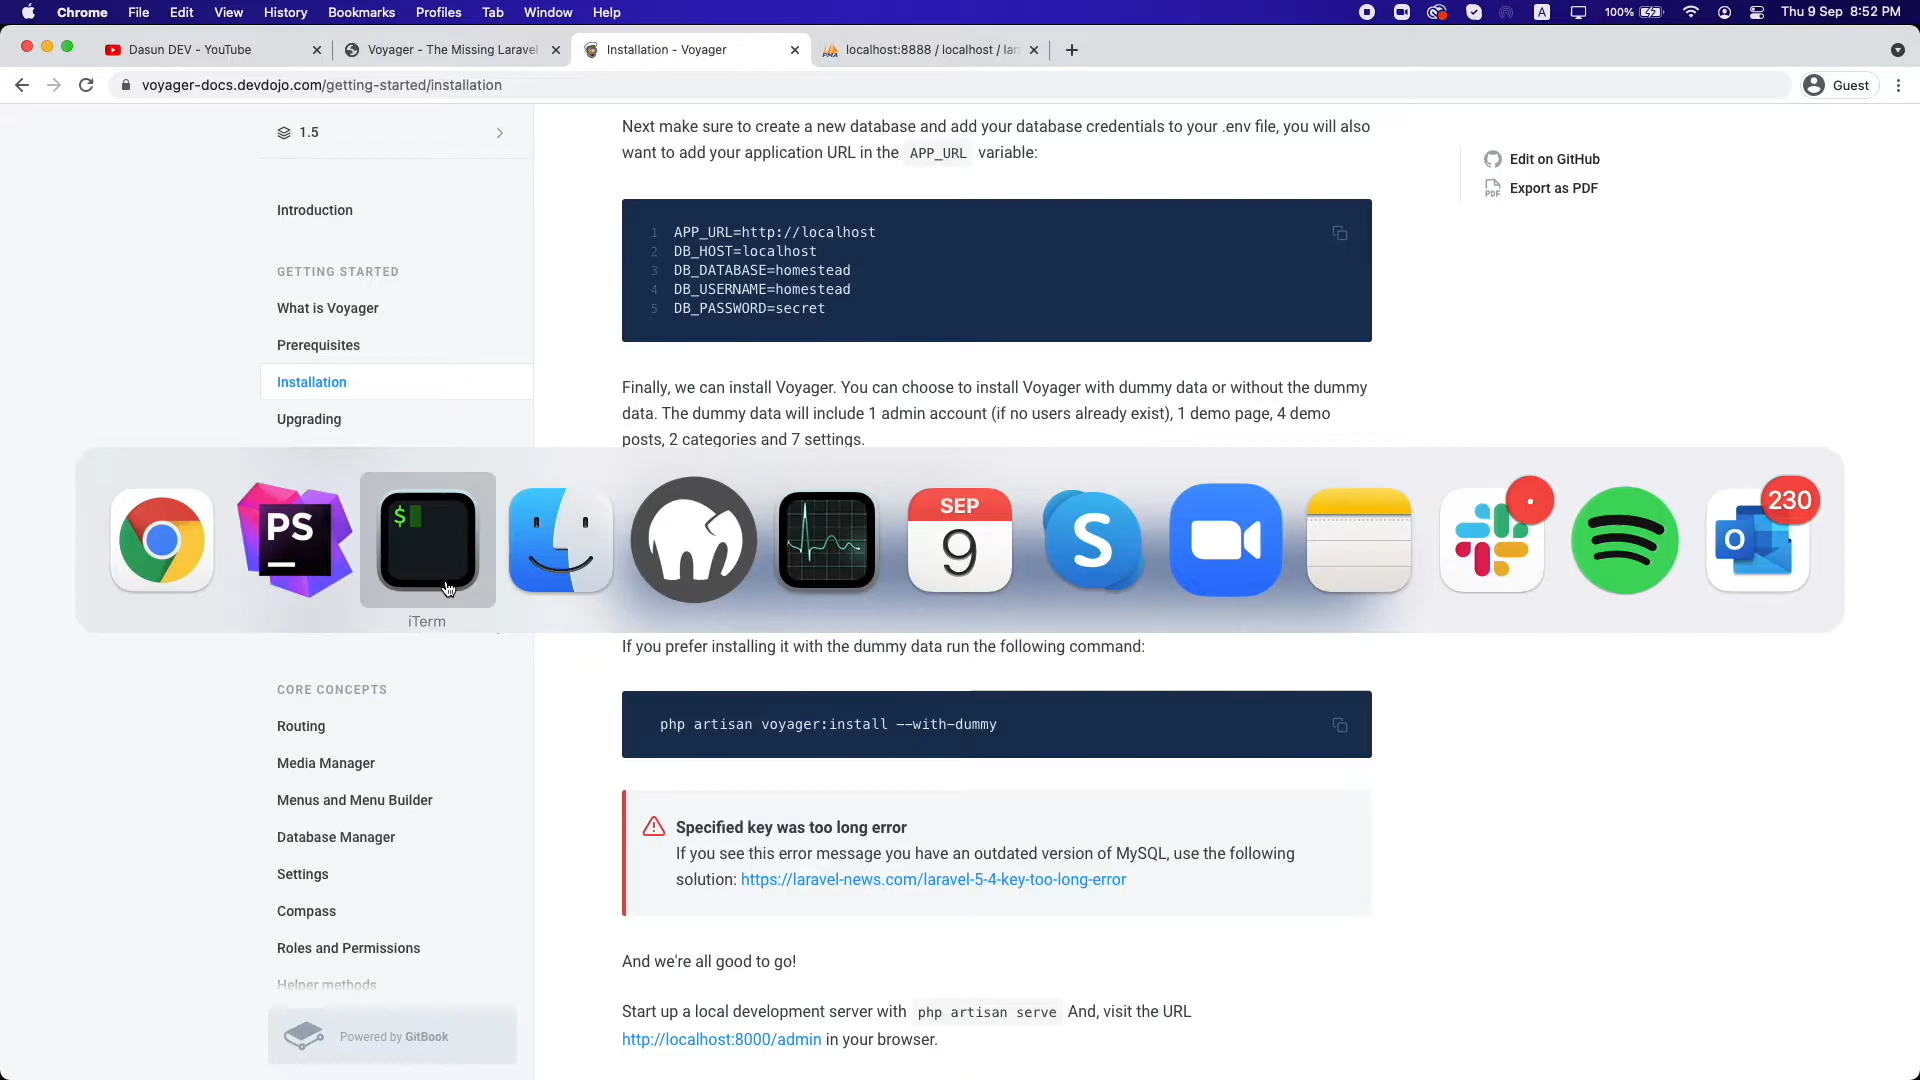 Chrome File Edit View History Bookmarks Profiles Tab Window Help
A 100% Thu 9 Sep 8:52 PM
Dasun DEV - YouTube
Voyager - The Missing Laravel
Installation - Voyager
PMA localhost:8888 / localhost / lar
voyager-docs.devdojo.com/getting-started/installation
Guest
1.5
Introduction
GETTING STARTED
What is Voyager
Prerequisites
Installation
Upgrading
Next make sure to create a new database and add your database credentials to your .env file, you will also
want to add your application URL in the APP_URL variable:
1 APP_URL=http://localhost
2 DB_HOST=localhost
3 DB_DATABASE=homestead
4 DB_USERNAME=homestead
5 DB_PASSWORD=secret
Edit on GitHub
PDF Export as PDF
Finally, we can install Voyager. You can choose to install Voyager with dummy data or without the dummy
data. The dummy data will include 1 admin account (if no users already exist), 1 demo page, 4 demo
posts, 2 categories and 7 settings.
PS
$
SEP
9
S
O
230
iTerm
If you prefer installing it with the dummy data run the following command:
php artisan voyager:install --with-dummy
Specified key was too long error
If you see this error message you have an outdated version of MySQL, use the following
solution: https://laravel-news.com/laravel-5-4-key-too-long-error
And we're all good to go!
Start up a local development server with php artisan serve And, visit the URL
http://localhost:8000/admin in your browser.
CORE CONCEPTS
Routing
Media Manager
Menus and Menu Builder
Database Manager
Settings
Compass
Roles and Permissions
Helper methods
Powered by GitBook